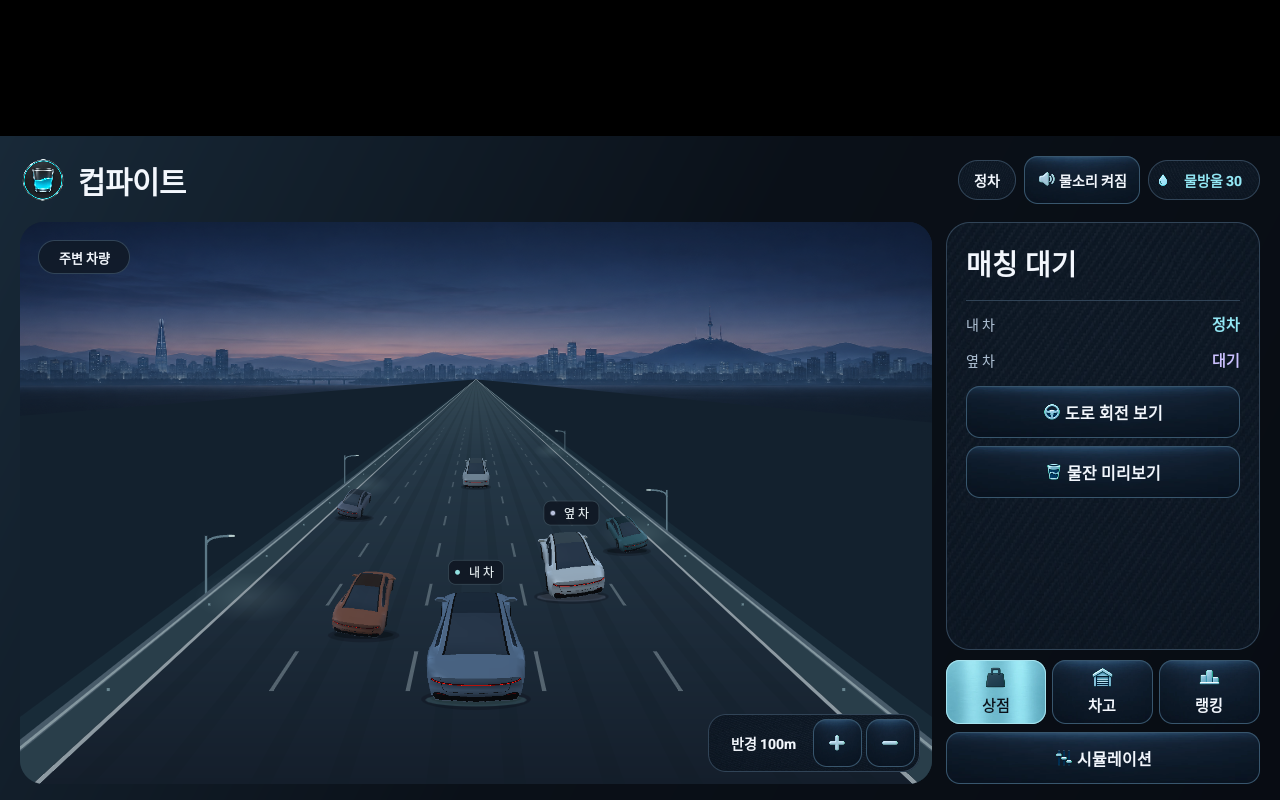 컵파이트
정차
물소리 켜짐
물방울 30
주변 차량
옆 차
내 차
반경 100m
+
−
매칭 대기
내 차 정차
옆 차 대기
도로 회전 보기
물잔 미리보기
상점
차고
랭킹
시뮬레이션